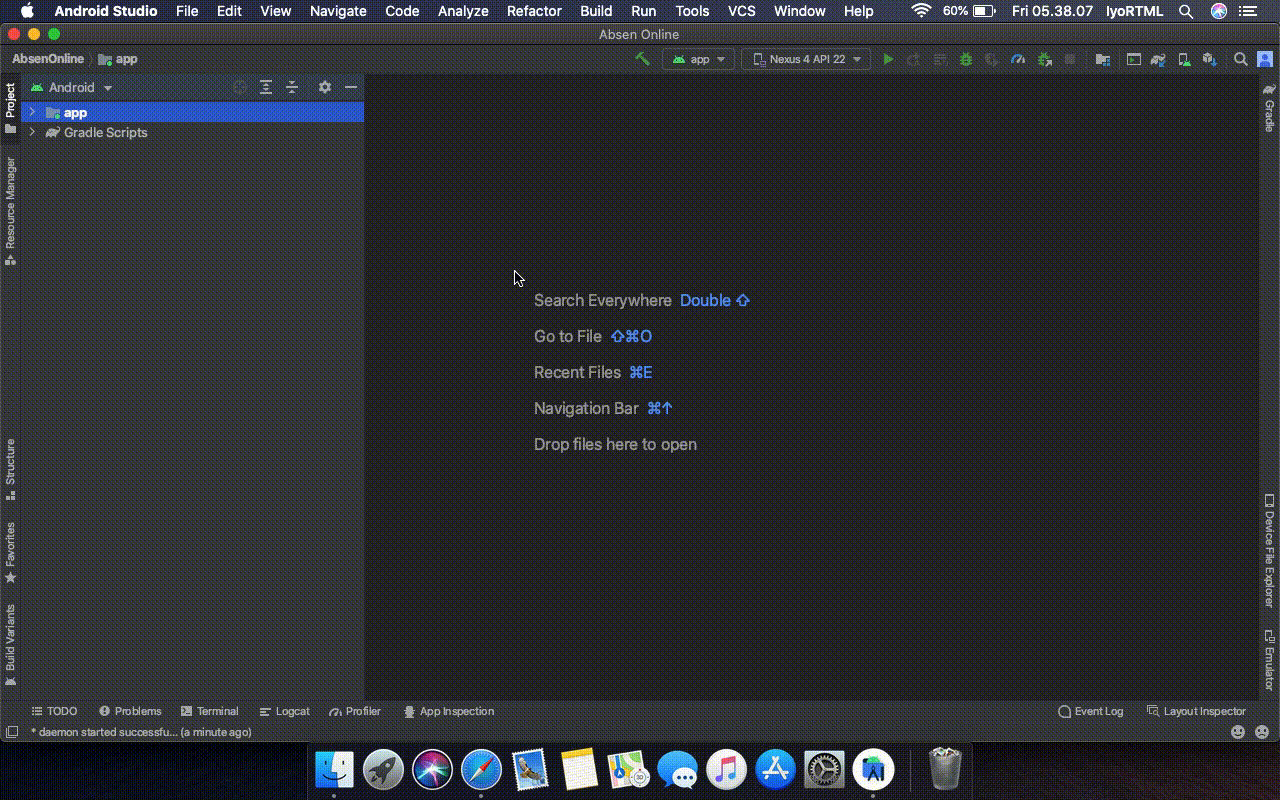 Android Studio File Edit View Navigate Code Analyze Refactor Build Run Tools VCS Window Help 60% Fri 05.38.07 IyoRTML
Absen Online
AbsenOnline app app Nexus 4 API 22
Project
Android
app
Gradle Scripts
Resource Manager
Structure
Favorites
Build Variants
Search Everywhere Double ⇧
Go to File ⇧⌘O
Recent Files ⌘E
Navigation Bar ⌘↑
Drop files here to open
Gradle
Device File Explorer
Emulator
TODO Problems Terminal Logcat Profiler App Inspection Event Log Layout Inspector
* daemon started successfu... (a minute ago)